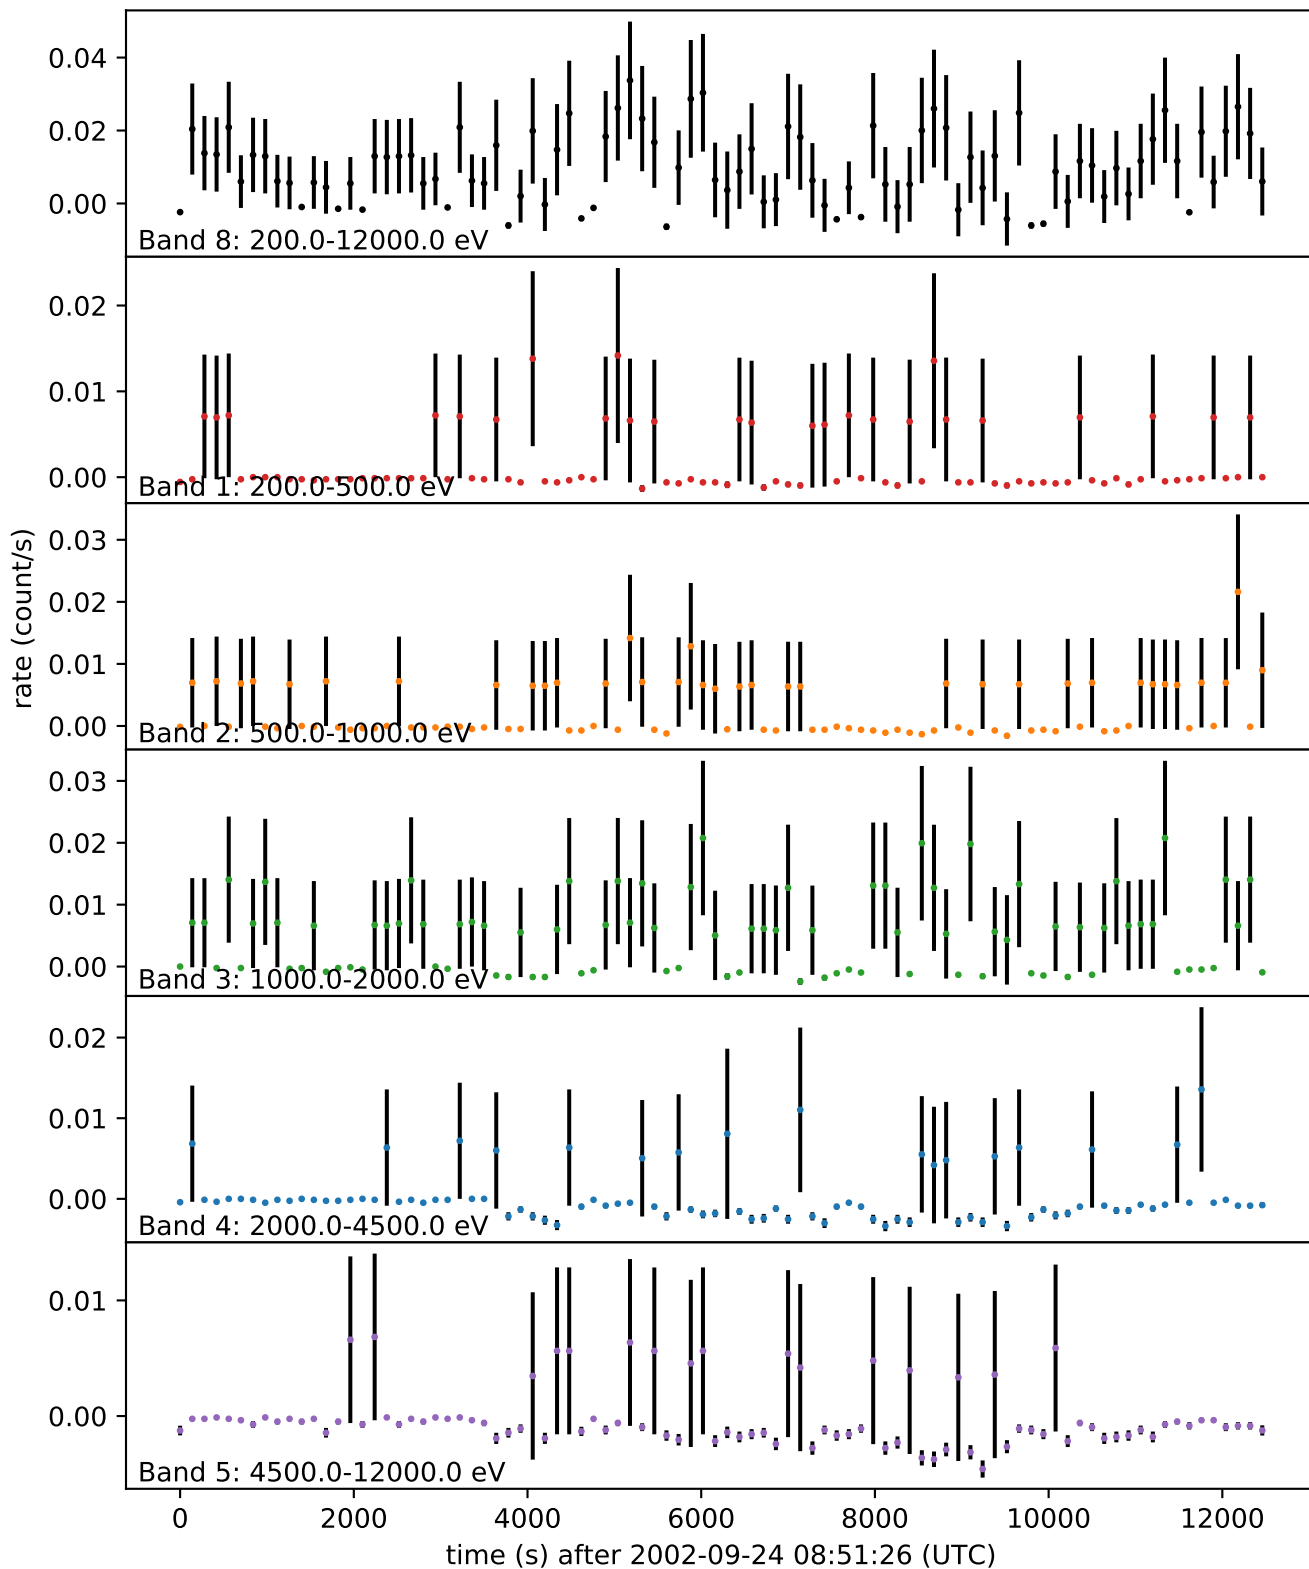 0.04
0.02
0.00
Band 8: 200.0-12000.0 eV
0.02
0.01
0.00
Band 1: 200.0-500.0 eV
0.03
0.02
0.01
0.00
Band 2: 500.0-1000.0 eV
rate (count/s)
0.03
0.02
0.01
0.00
Band 3: 1000.0-2000.0 eV
0.02
0.01
0.00
Band 4: 2000.0-4500.0 eV
0.01
0.00
Band 5: 4500.0-12000.0 eV
0 2000 4000 6000 8000 10000 12000
time (s) after 2002-09-24 08:51:26 (UTC)